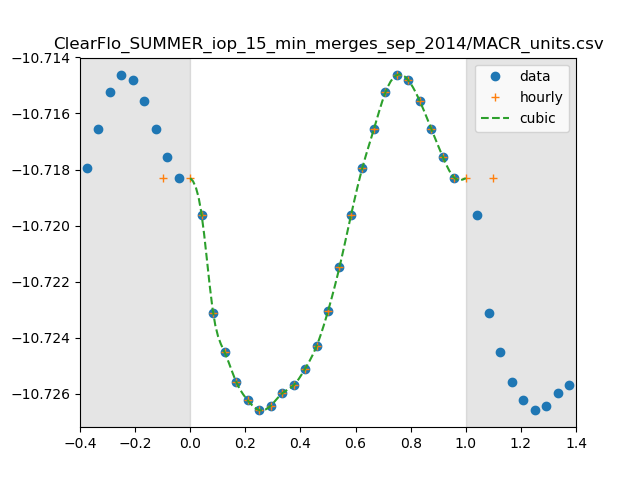 ClearFlo_SUMMER_iop_15_min_merges_sep_2014/MACR_units.csv
−10.714
−10.716
−10.718
−10.720
−10.722
−10.724
−10.726
data
hourly
cubic
−0.4 −0.2 0.0 0.2 0.4 0.6 0.8 1.0 1.2 1.4